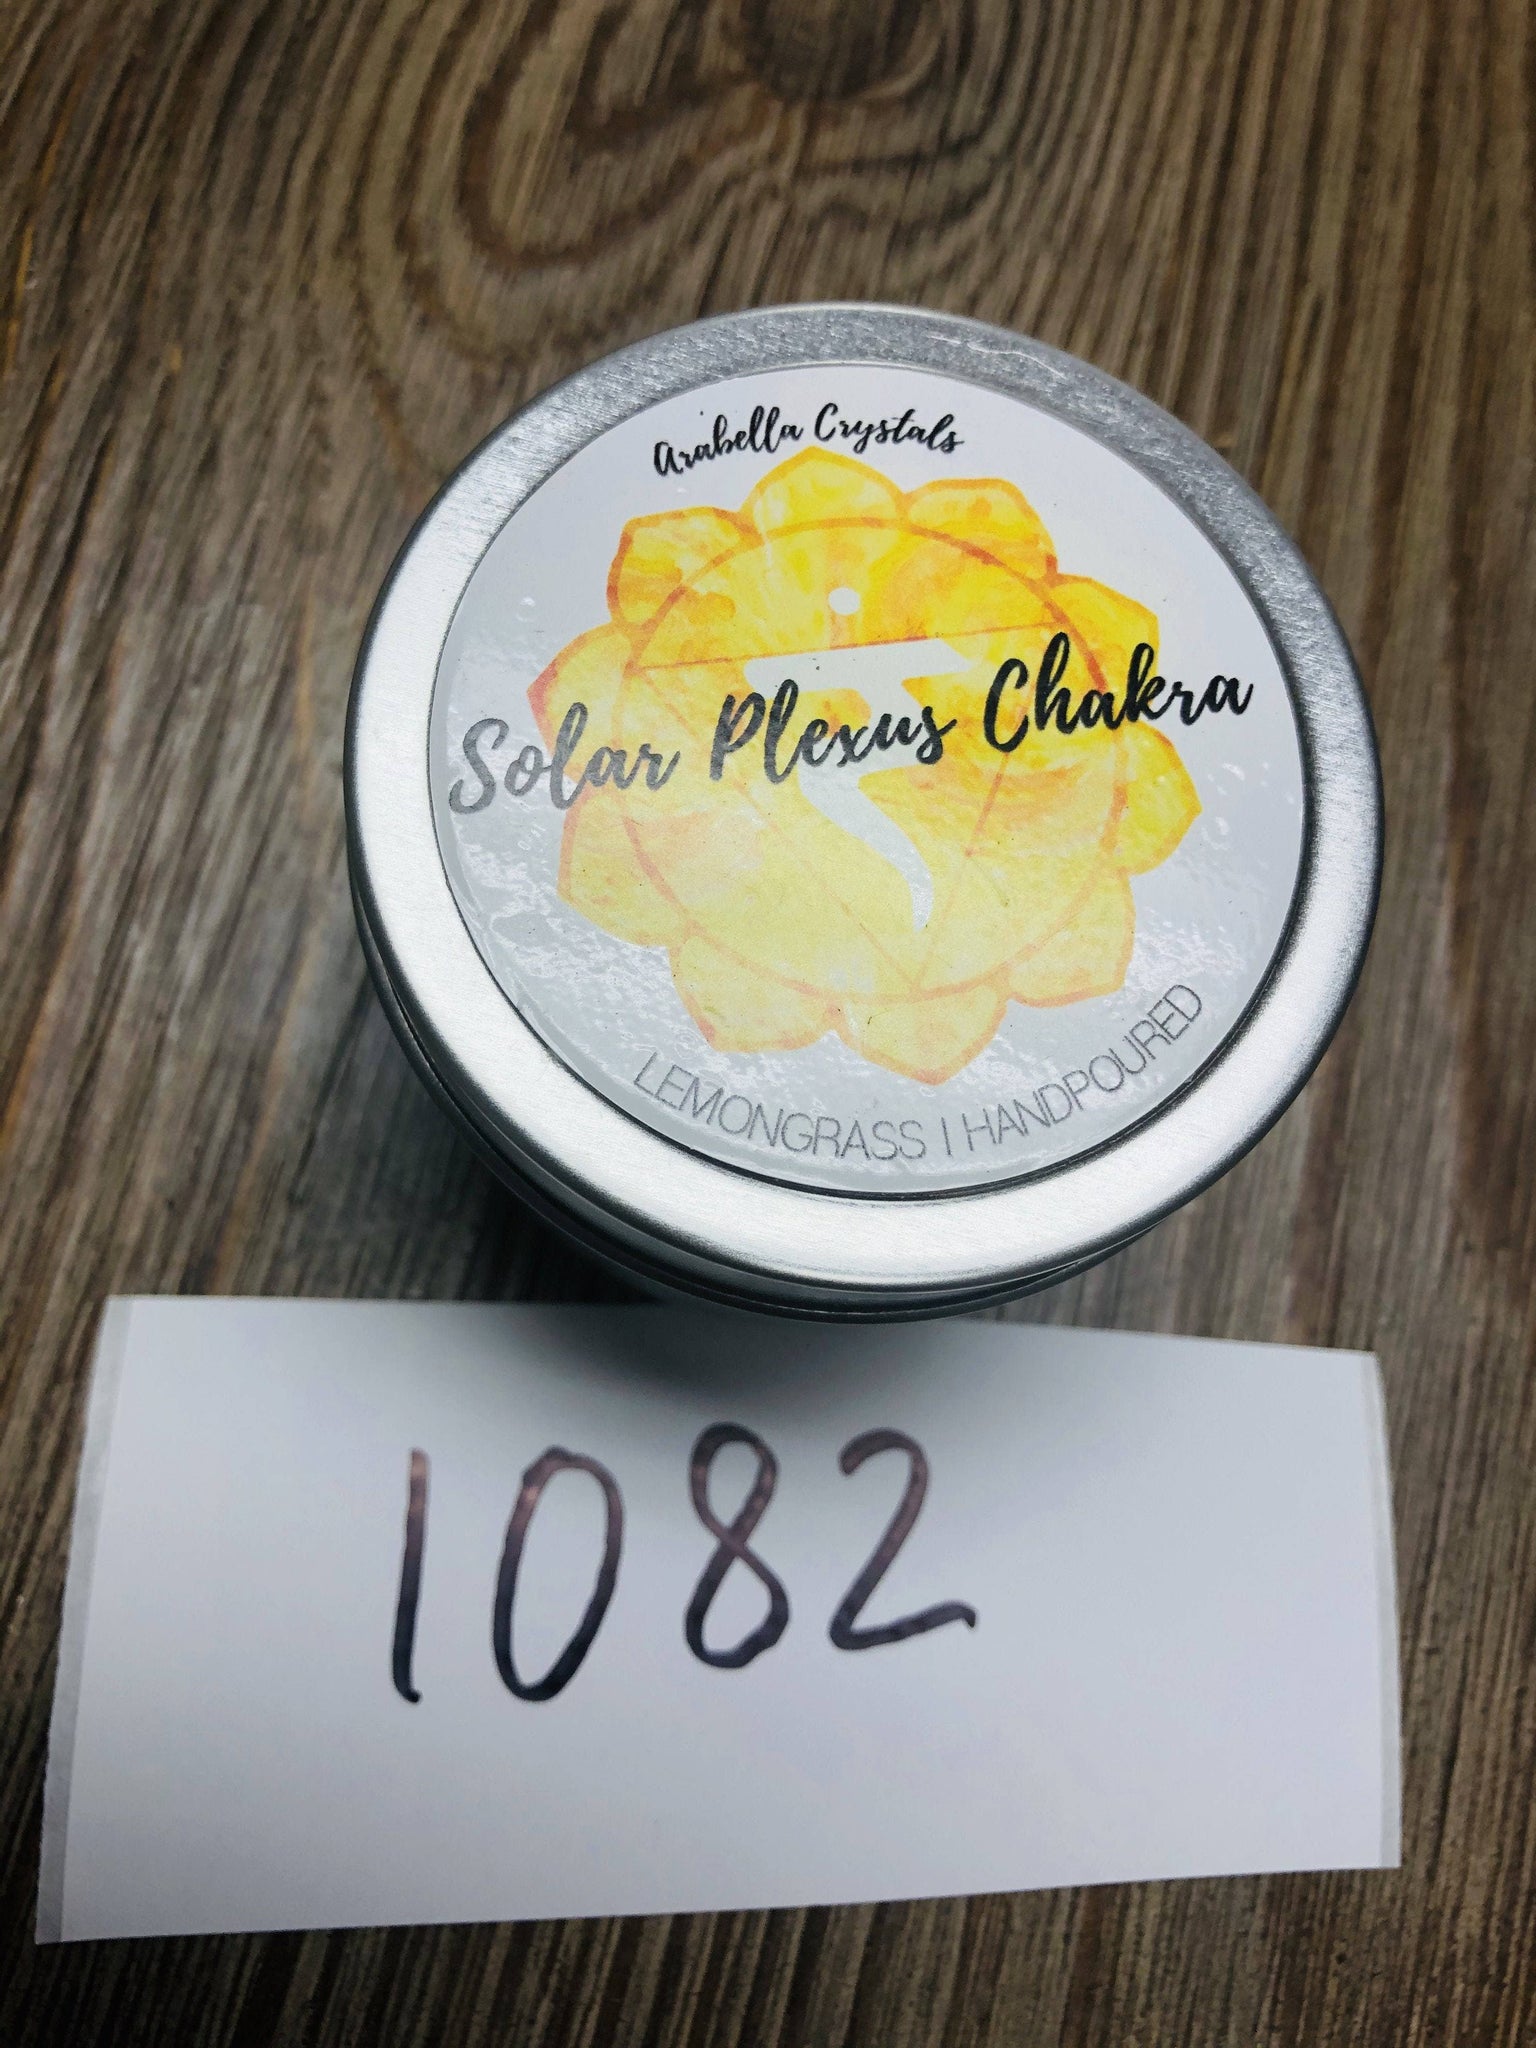 Arabella Crystals
Solar Plexus Chakra
LEMONGRASS | HANDPOURED
1082